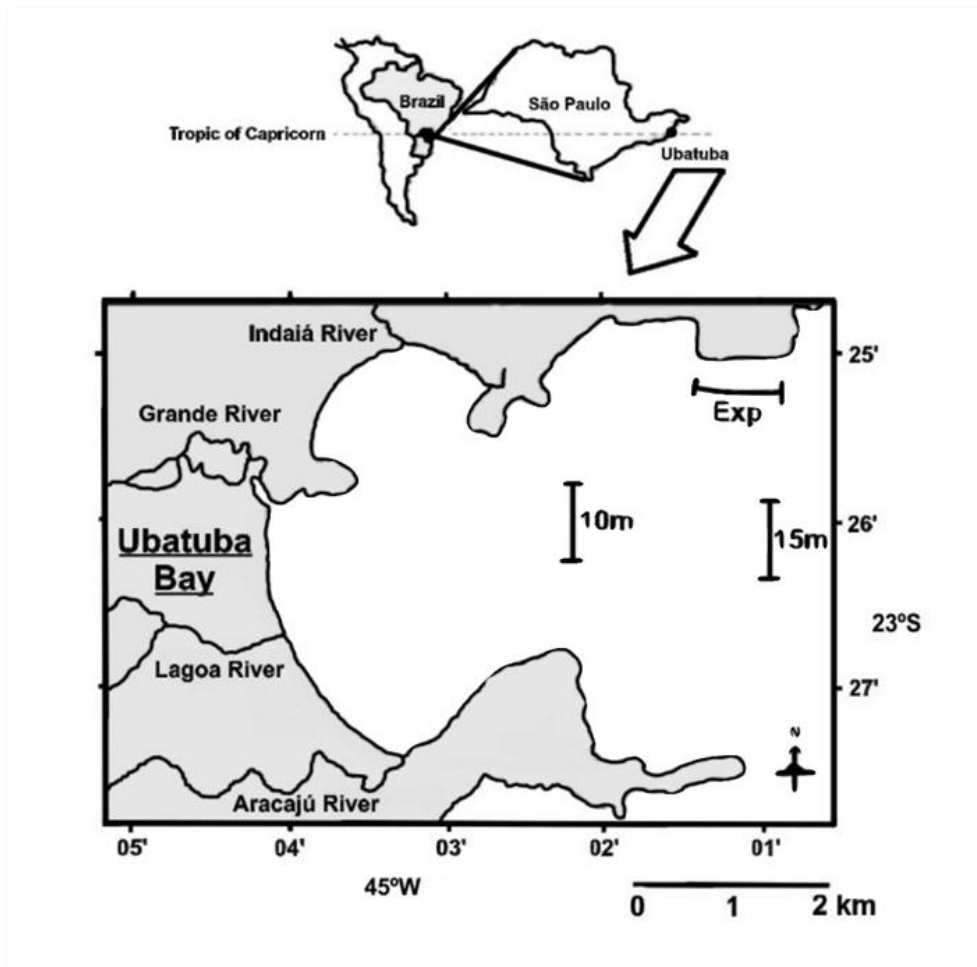 Brazil
São Paulo
Tropic of Capricorn
Ubatuba
Indaiá River
25'
Grande River
Exp
10m
26'
Ubatuba
Bay
15m
23ºS
Lagoa River
27'
N
Aracajú River
05'
04'
03'
02'
01'
45ºW
0
1
2 km